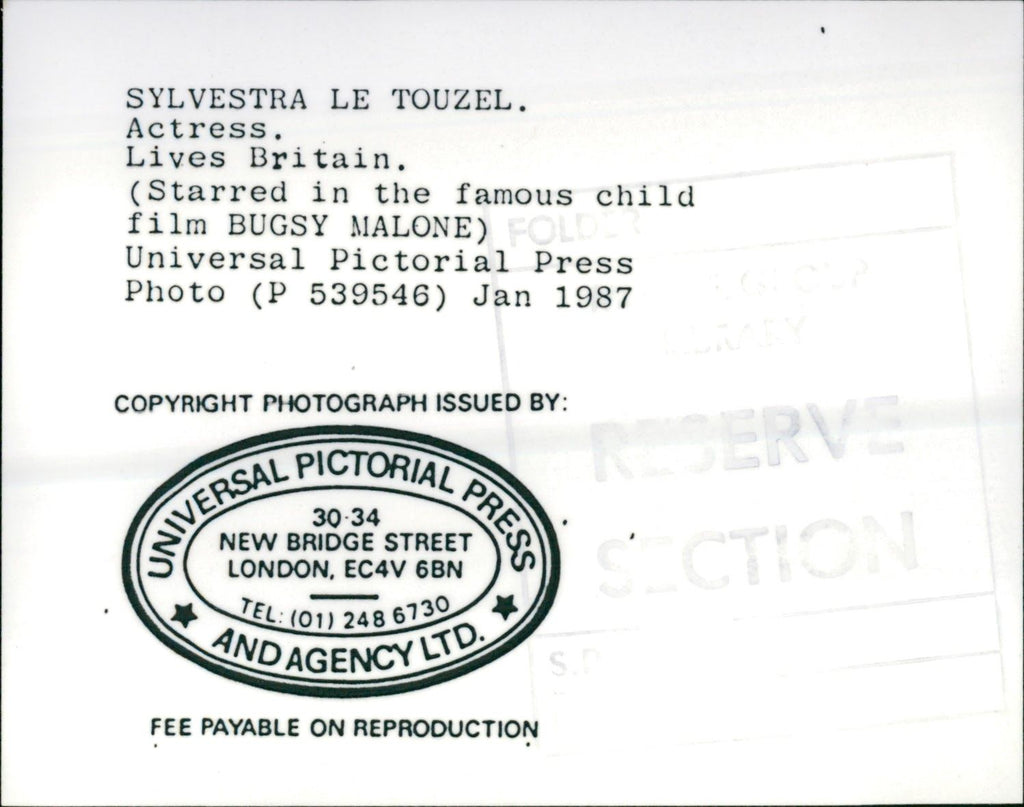 SYLVESTRA LE TOUZEL.
Actress.
Lives Britain.
(Starred in the famous child
film BUGSY MALONE)
Universal Pictorial Press
Photo (P 539546) Jan 1987
COPYRIGHT PHOTOGRAPH ISSUED BY:
UNIVERSAL PICTORIAL PRESS
30-34
NEW BRIDGE STREET
LONDON, EC4V 6BN
TEL: (01) 248 6730
AND AGENCY LTD.
FEE PAYABLE ON REPRODUCTION
FOLDER
LIBRARY
RESERVE
SECTION